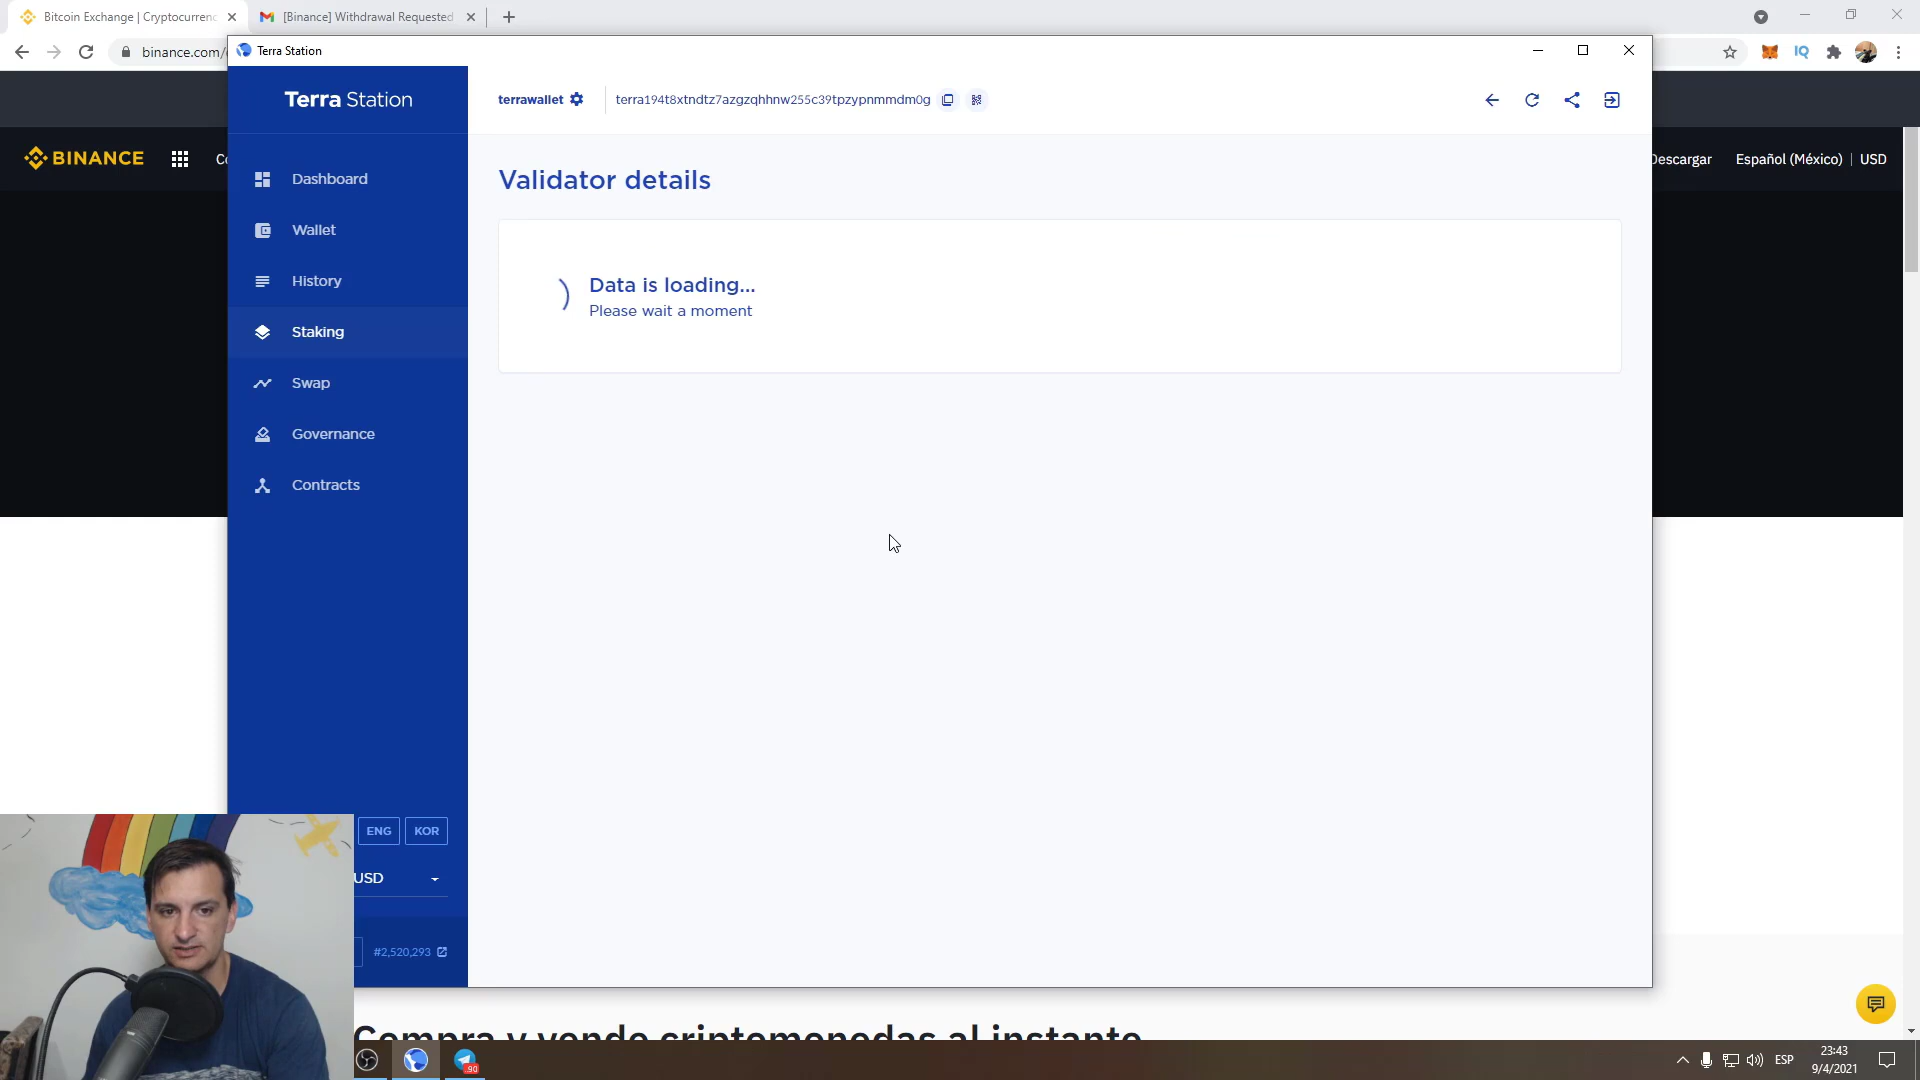 Bitcoin Exchange | Cryptocurrenc
[Binance] Withdrawal Requested
binance.com/
Terra Station
Terra Station
terrawallet
terra194t8xtndtz7azgzqhhnw255c39tpzypnmmdm0g
BINANCE
Descargar
Español (México)
USD
Dashboard
Wallet
History
Staking
Swap
Governance
Contracts
Validator details
Data is loading...
Please wait a moment
ENG
KOR
USD
#2,520,293
Compra y vende criptomonedas al instante
IQ
90
ESP
23:43
9/4/2021